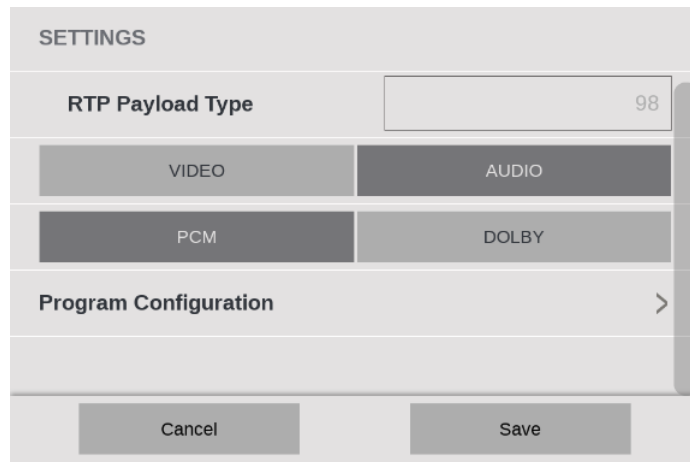 SETTINGS
RTP Payload Type 98
VIDEO AUDIO
PCM DOLBY
Program Configuration >
Cancel Save